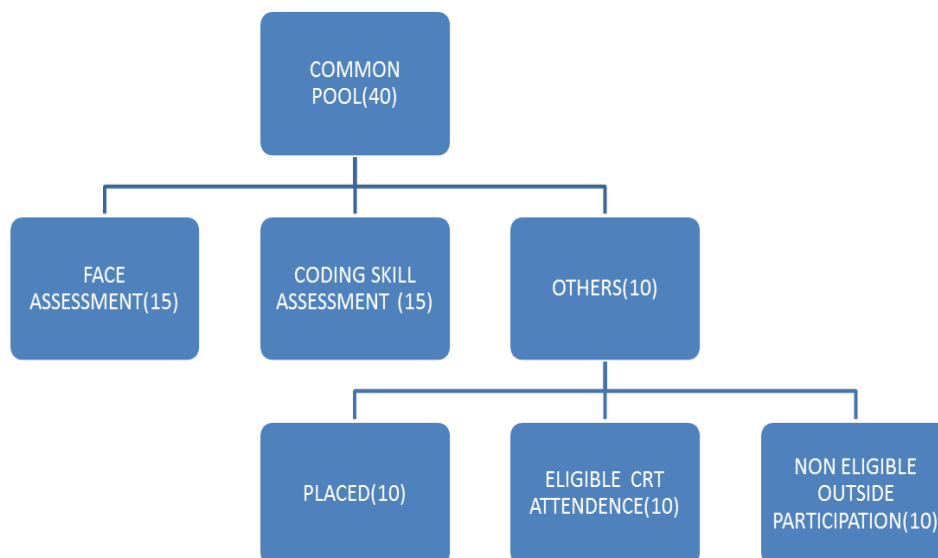 COMMON
POOL(40)
FACE
ASSESSMENT(15)
CODING SKILL
ASSESSMENT (15)
OTHERS(10)
PLACED(10)
ELIGIBLE CRT
ATTENDENCE(10)
NON ELIGIBLE
OUTSIDE
PARTICIPATION(10)